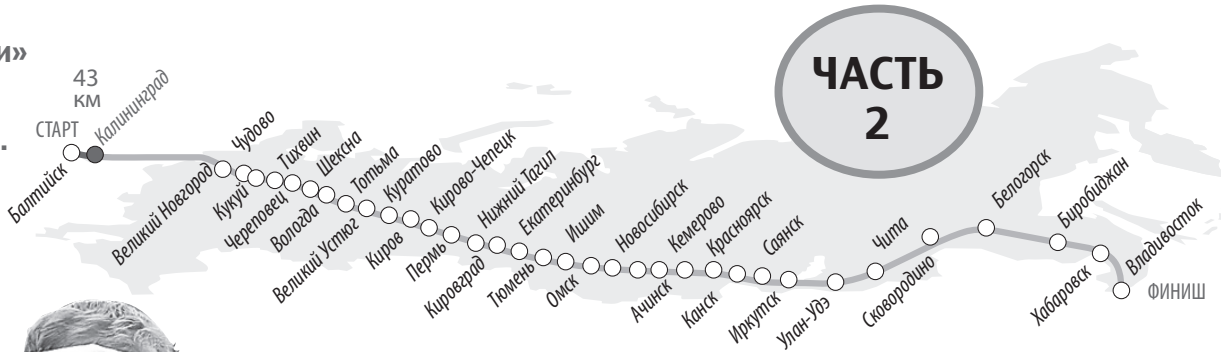 и»
43
км
СТАРТ
Калининград
.
Балтийск
Великий Новгород
Чудово
Кукуй
Тихвин
Череповец
Шексна
Вологда
Тотьма
Великий Устюг
Куратово
Киров
Кирово-Чепецк
Пермь
Нижний Тагил
Кировград
Екатеринбург
Тюмень
Ишим
Омск
Новосибирск
Ачинск
Кемерово
Канск
Красноярск
Иркутск
Саянск
Улан-Удэ
Чита
Сковородино
Белогорск
Биробиджан
Хабаровск
Владивосток
ФИНИШ
ЧАСТЬ
2